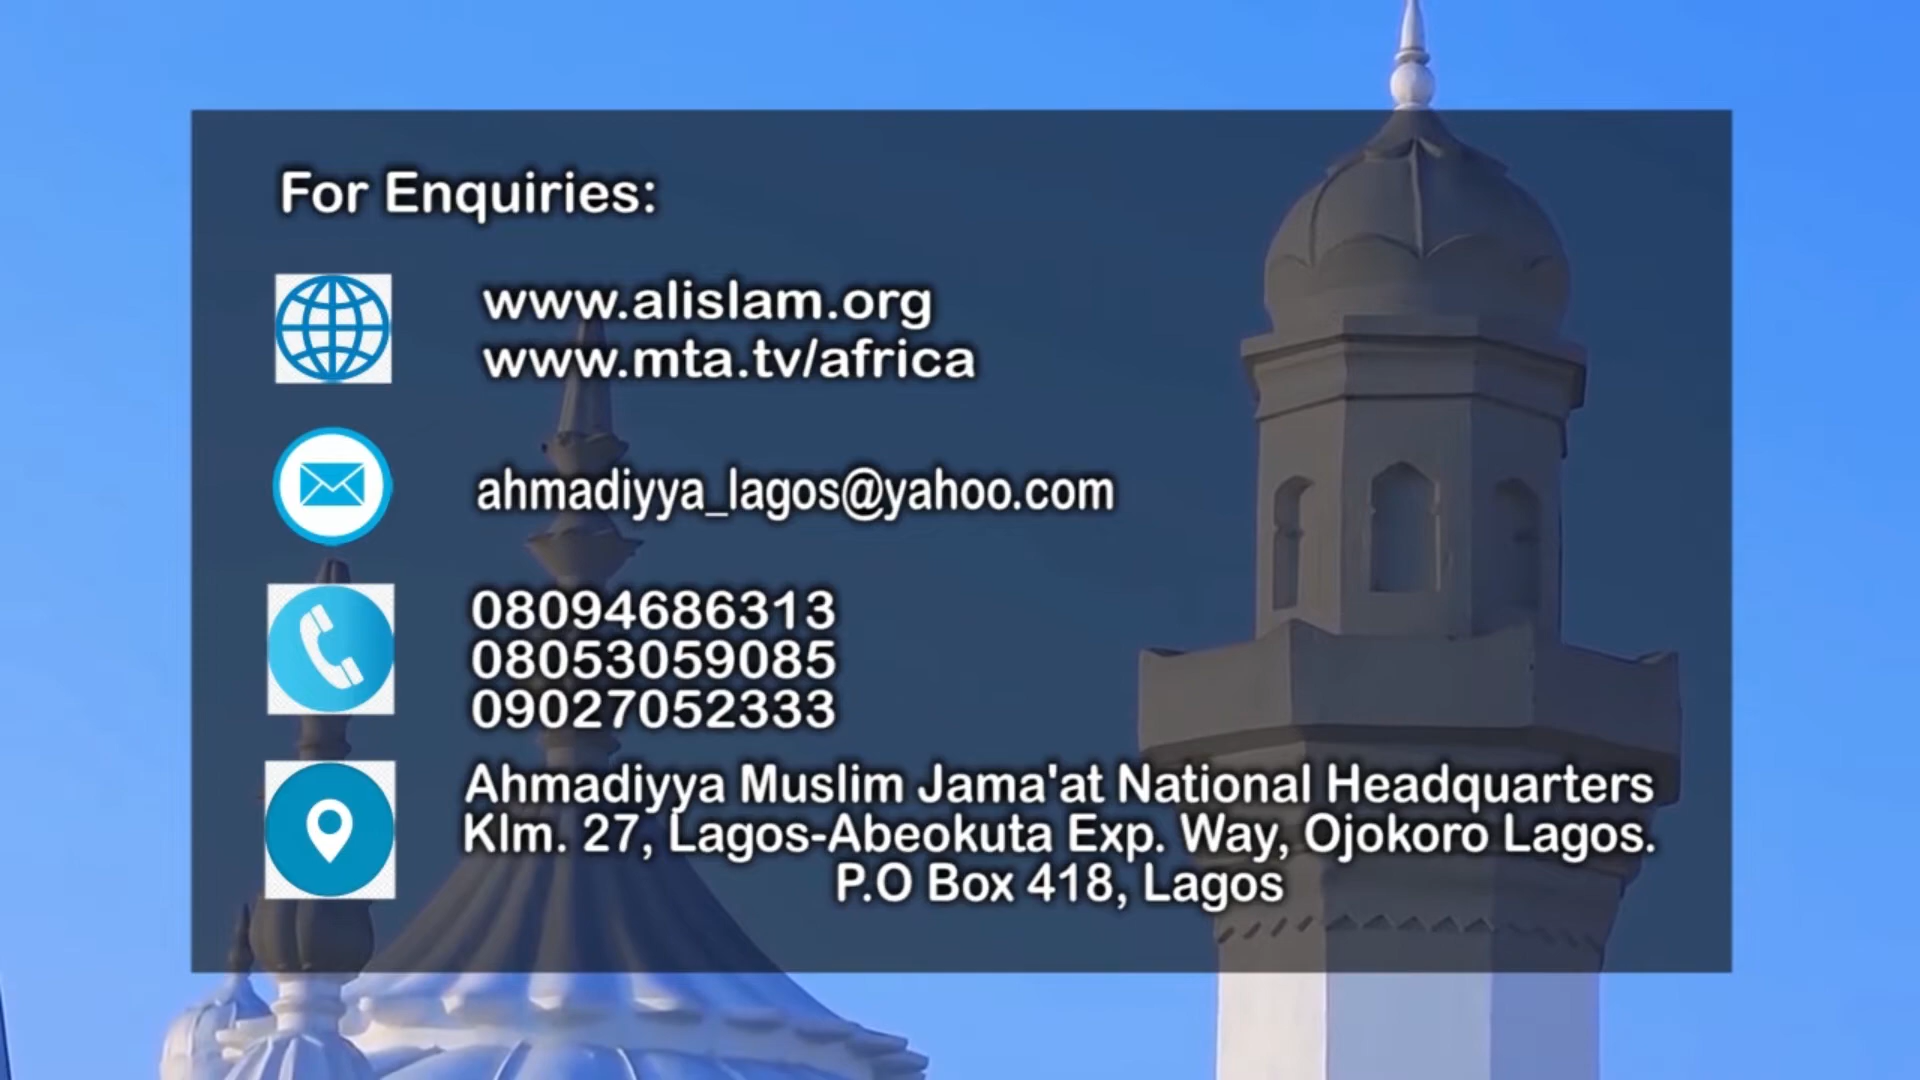 For Enquiries:
www.alislam.org
www.mta.tv/africa
ahmadiyya_lagos@yahoo.com
08094686313
08053059085
09027052333
Ahmadiyya Muslim Jama'at National Headquarters
Klm. 27, Lagos-Abeokuta Exp. Way, Ojokoro Lagos.
P.O Box 418, Lagos